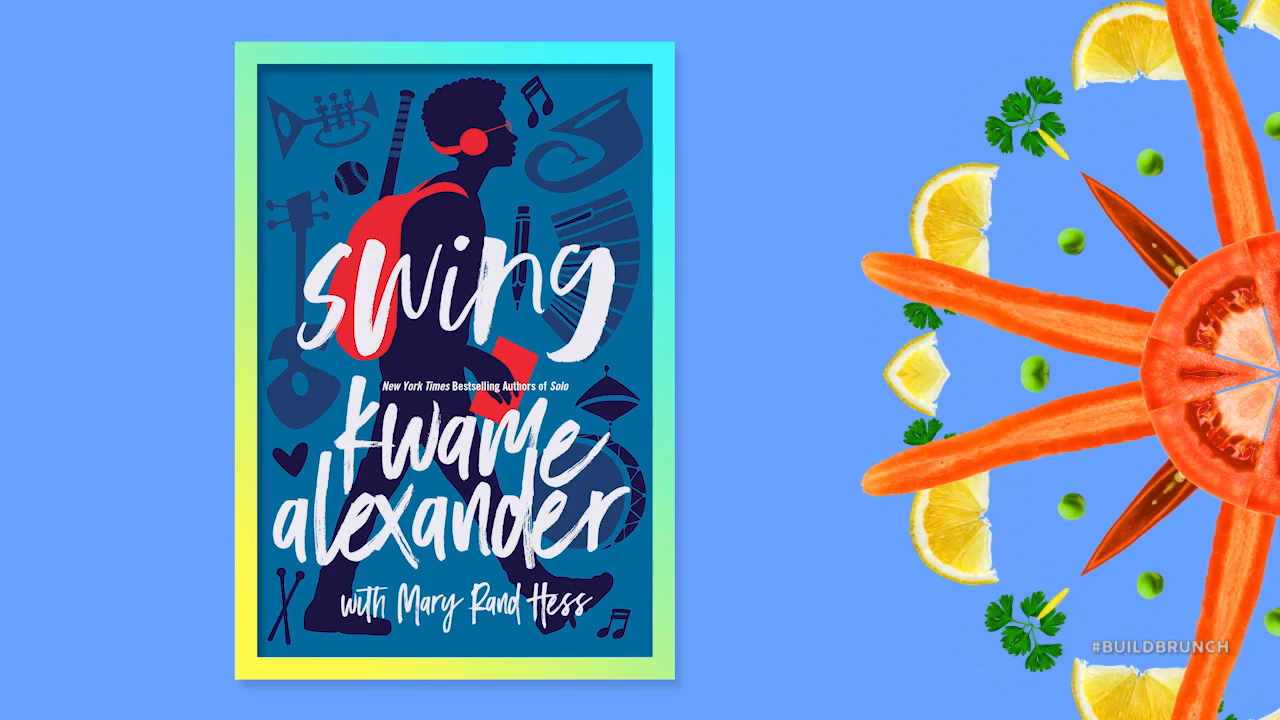 swing
New York Times Bestselling Authors of Solo
kwame
alexander
with Mary Rand Hess
#BUILDBRUNCH